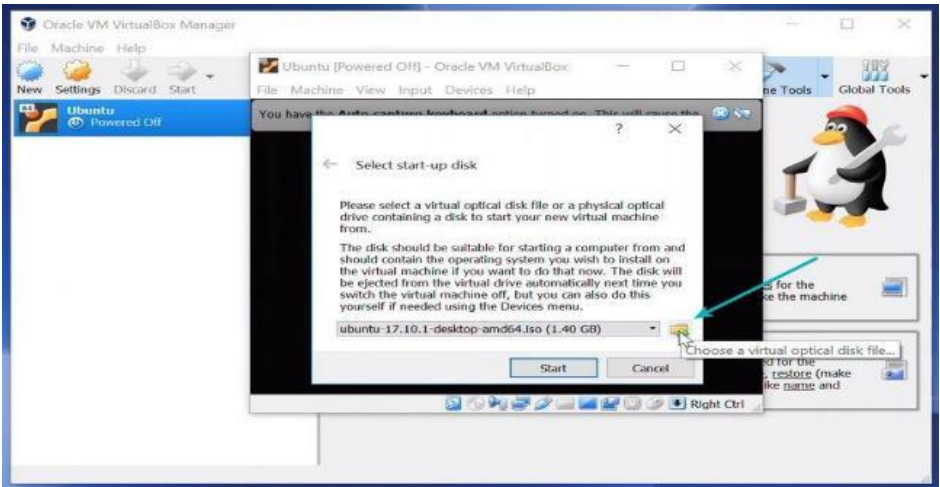 Oracle VM VirtualBox Manager
File Machine Help
New Settings Discard Start
Ubuntu
Powered Off
Ubuntu [Powered Off] - Oracle VM VirtualBox
File Machine View Input Devices Help
You have the Auto capture keyboard option turned on. This will cause the
?
Select start-up disk
Please select a virtual optical disk file or a physical optical
drive containing a disk to start your new virtual machine
from.
The disk should be suitable for starting a computer from and
should contain the operating system you wish to install on
the virtual machine if you want to do that now. The disk will
be ejected from the virtual drive automatically next time you
switch the virtual machine off, but you can also do this
yourself if needed using the Devices menu.
ubuntu-17.10.1-desktop-amd64.iso (1.40 GB)
Choose a virtual optical disk file...
Start Cancel
Right Ctrl
ne Tools Global Tools
for the
ke the machine
ed for the
, restore (make
ike name and